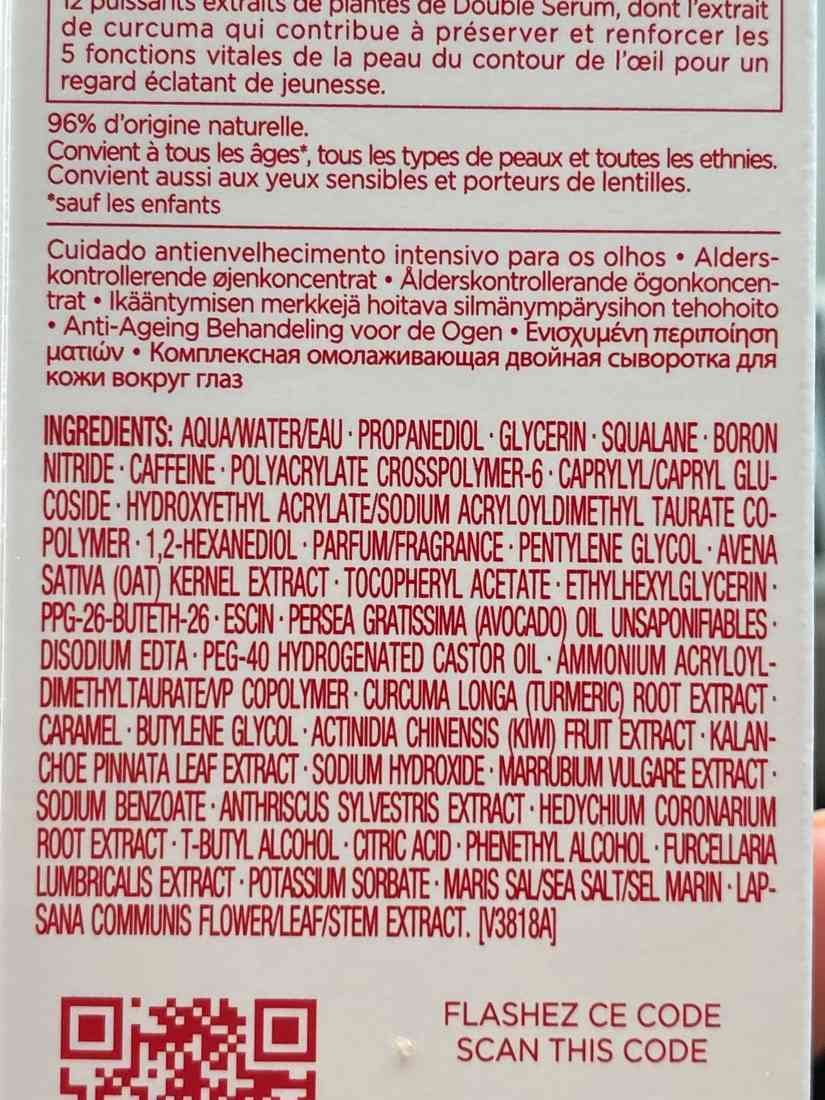 12 puissants extraits de plantes de Double Serum, dont l'extrait
de curcuma qui contribue à préserver et renforcer les
5 fonctions vitales de la peau du contour de l'œil pour un
regard éclatant de jeunesse.
96% d'origine naturelle.
Convient à tous les âges*, tous les types de peaux et toutes les ethnies.
Convient aussi aux yeux sensibles et porteurs de lentilles.
*sauf les enfants
Cuidado antienvelhecimento intensivo para os olhos • Alders-
kontrollerende øjenkoncentrat • Ålderskontrollerande ögonkoncen-
trat • Ikääntymisen merkkejä hoitava silmänympärysihon tehohoito
• Anti-Ageing Behandeling voor de Ogen • Ενισχυμένη περιποίηση
ματιών • Комплексная омолаживающая двойная сыворотка для
кожи вокруг глаз
INGREDIENTS: AQUA/WATER/EAU · PROPANEDIOL · GLYCERIN · SQUALANE · BORON
NITRIDE · CAFFEINE · POLYACRYLATE CROSSPOLYMER-6 · CAPRYLYL/CAPRYL GLU-
COSIDE · HYDROXYETHYL ACRYLATE/SODIUM ACRYLOYLDIMETHYL TAURATE CO-
POLYMER · 1,2-HEXANEDIOL · PARFUM/FRAGRANCE · PENTYLENE GLYCOL · AVENA
SATIVA (OAT) KERNEL EXTRACT · TOCOPHERYL ACETATE · ETHYLHEXYLGLYCERIN ·
PPG-26-BUTETH-26 · ESCIN · PERSEA GRATISSIMA (AVOCADO) OIL UNSAPONIFIABLES ·
DISODIUM EDTA · PEG-40 HYDROGENATED CASTOR OIL · AMMONIUM ACRYLOYL-
DIMETHYLTAURATE/VP COPOLYMER · CURCUMA LONGA (TURMERIC) ROOT EXTRACT ·
CARAMEL · BUTYLENE GLYCOL · ACTINIDIA CHINENSIS (KIWI) FRUIT EXTRACT · KALAN-
CHOE PINNATA LEAF EXTRACT · SODIUM HYDROXIDE · MARRUBIUM VULGARE EXTRACT ·
SODIUM BENZOATE · ANTHRISCUS SYLVESTRIS EXTRACT · HEDYCHIUM CORONARIUM
ROOT EXTRACT · T-BUTYL ALCOHOL · CITRIC ACID · PHENETHYL ALCOHOL · FURCELLARIA
LUMBRICALIS EXTRACT · POTASSIUM SORBATE · MARIS SAL/SEA SALT/SEL MARIN · LAP-
SANA COMMUNIS FLOWER/LEAF/STEM EXTRACT. [V3818A]
FLASHEZ CE CODE
SCAN THIS CODE